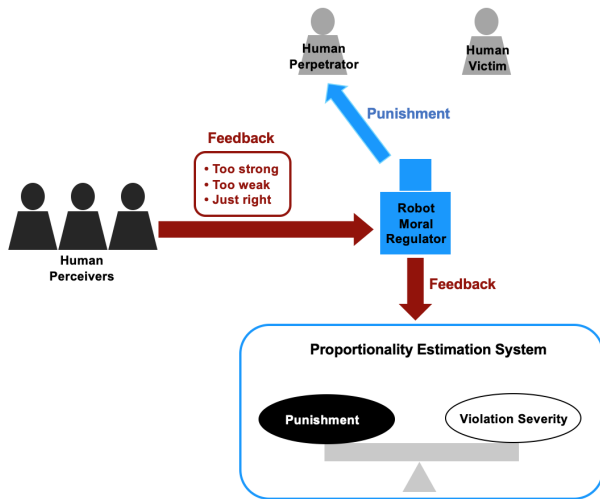 Human
Perpetrator
Human
Victim
Punishment
Feedback
• Too strong
• Too weak
• Just right
Robot
Moral
Regulator
Human
Perceivers
Feedback
Proportionality Estimation System
Punishment
Violation Severity